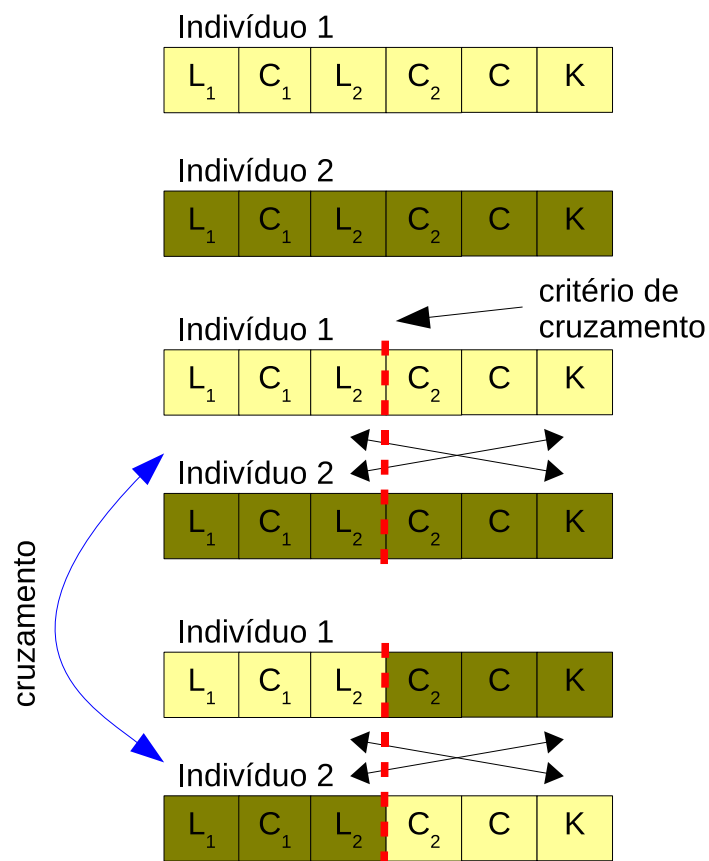 Indivíduo 1
L1 C1 L2 C2 C K
Indivíduo 2
L1 C1 L2 C2 C K
critério de
cruzamento
Indivíduo 1
L1 C1 L2 C2 C K
Indivíduo 2
L1 C1 L2 C2 C K
cruzamento
Indivíduo 1
L1 C1 L2 C2 C K
Indivíduo 2
L1 C1 L2 C2 C K